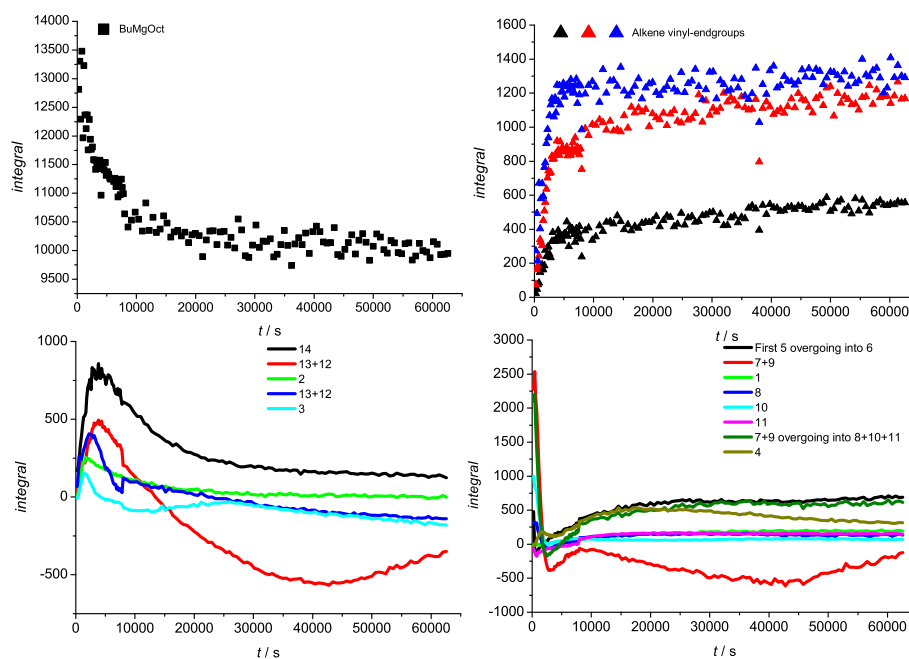 BuMgOct
integral
14000
13500
13000
12500
12000
11500
11000
10500
10000
9500
0 10000 20000 30000 40000 50000 60000
t / s
Alkene vinyl-endgroups
integral
1600
1400
1200
1000
800
600
400
200
0
0 10000 20000 30000 40000 50000 60000
t / s
integral
1000
500
0
-500
14
13+12
2
13+12
3
0 10000 20000 30000 40000 50000 60000
t / s
integral
3000
2500
2000
1500
1000
500
0
-500
-1000
First 5 overgoing into 6
7+9
1
8
10
11
7+9 overgoing into 8+10+11
4
0 10000 20000 30000 40000 50000 60000
t / s